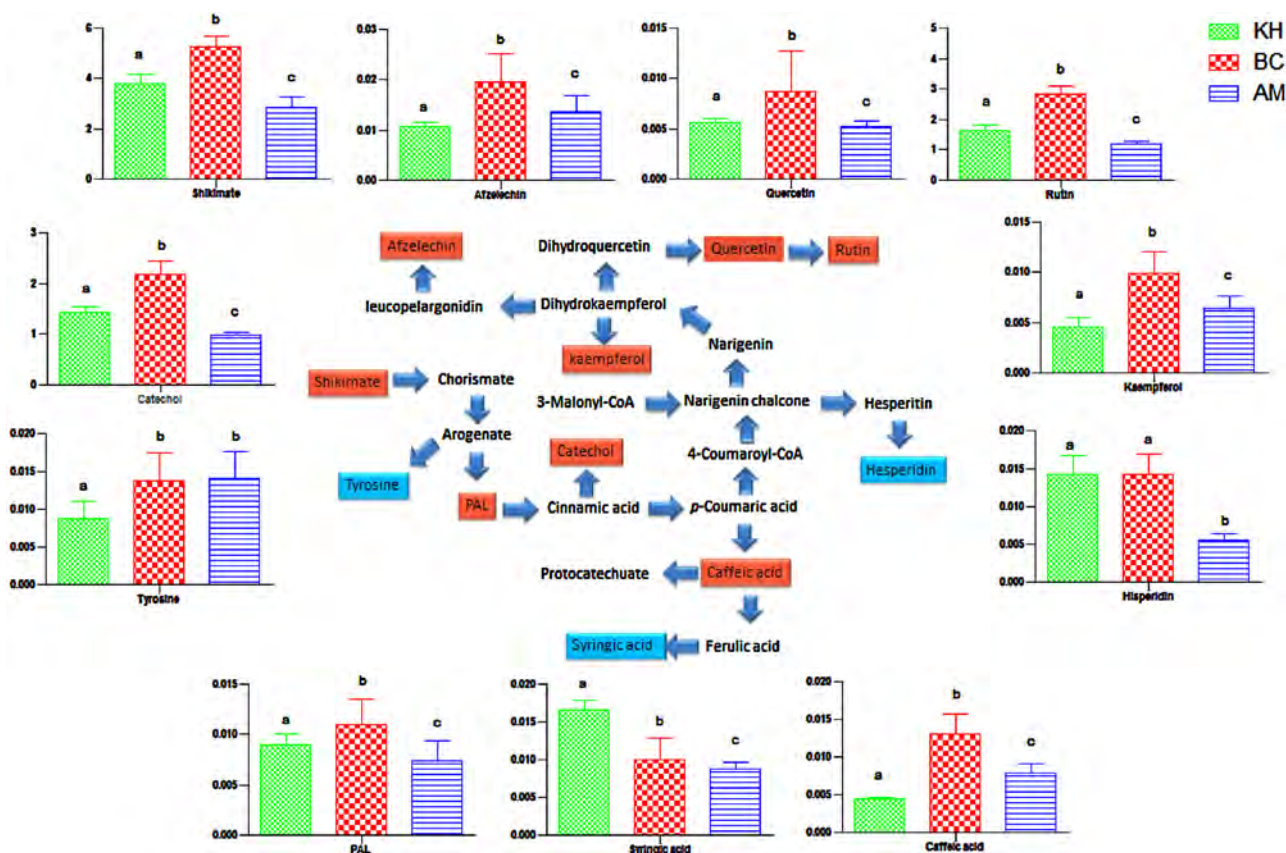 6
4
2
0
a
b
c
Shikimate
0.03
0.02
0.01
0.00
a
b
c
Afzelechin
0.015
0.010
0.005
0.000
a
b
c
Quercetin
5
4
3
2
1
0
a
b
c
Rutin
KH
BC
AM
3
2
1
0
a
b
c
Catechol
Afzelechin
Dihydroquercetin
Quercetin
Rutin
leucopelargonidin
Dihydrokaempferol
kaempferol
Narigenin
Shikimate
Chorismate
3-Malonyl-CoA
Narigenin chalcone
Hesperitin
Arogenate
Catechol
4-Coumaroyl-CoA
Hesperidin
Tyrosine
PAL
Cinnamic acid
p-Coumaric acid
Protocatechuate
Caffeic acid
Syringic acid
Ferulic acid
0.015
0.010
0.005
0.000
a
b
c
Kaempferol
0.020
0.015
0.010
0.005
0.000
a
b
b
Tyrosine
0.020
0.015
0.010
0.005
0.000
a
a
b
Hisperidin
0.015
0.010
0.005
0.000
a
b
c
PAL
0.020
0.015
0.010
0.005
0.000
a
b
c
Syringic acid
0.020
0.015
0.010
0.005
0.000
a
b
c
Caffeic acid